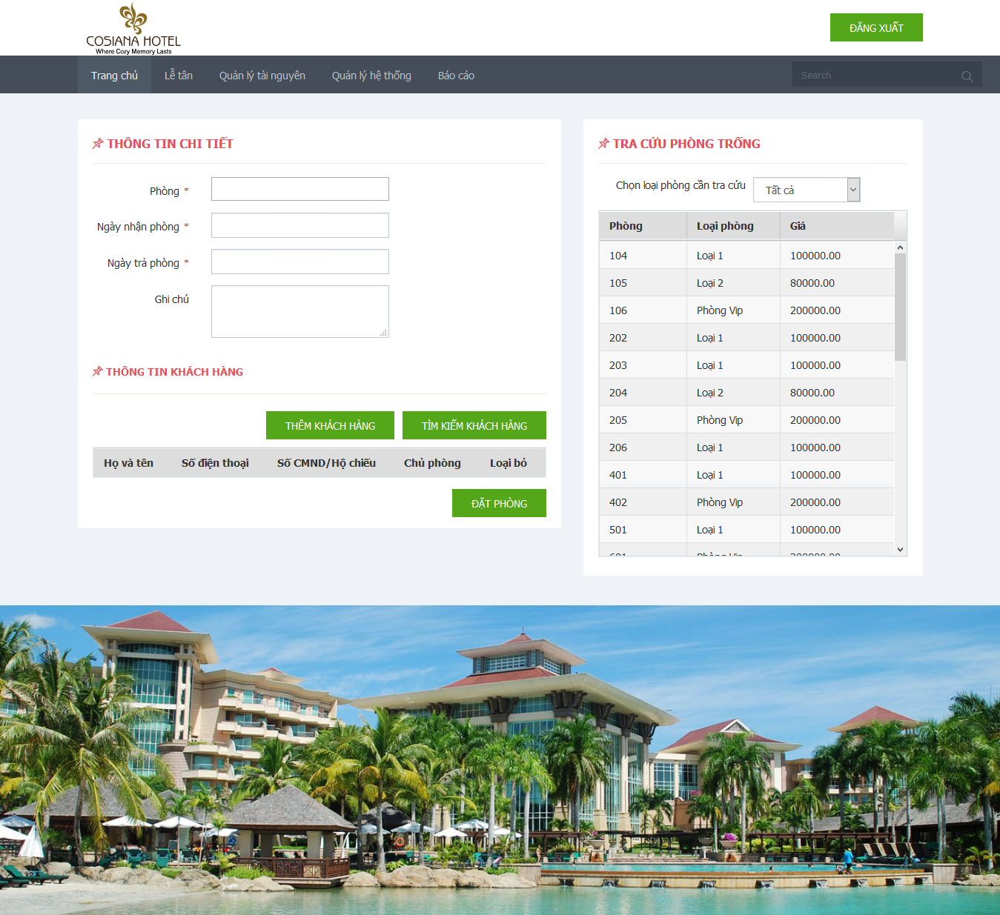 COSIANA HOTEL
Where Cozy Memory Lasts
ĐĂNG XUẤT
Trang chủ Lễ tân Quản lý tài nguyên Quản lý hệ thống Báo cáo Search
THÔNG TIN CHI TIẾT
Phòng *
Ngày nhận phòng *
Ngày trả phòng *
Ghi chú
THÔNG TIN KHÁCH HÀNG
THÊM KHÁCH HÀNG TÌM KIẾM KHÁCH HÀNG
Họ và tên Số điện thoại Số CMND/Hộ chiếu Chủ phòng Loại bỏ
ĐẶT PHÒNG
TRA CỨU PHÒNG TRỐNG
Chọn loại phòng cần tra cứu Tất cả
Phòng Loại phòng Giá
104 Loại 1 100000.00
105 Loại 2 80000.00
106 Phòng Vip 200000.00
202 Loại 1 100000.00
203 Loại 1 100000.00
204 Loại 2 80000.00
205 Phòng Vip 200000.00
206 Loại 1 100000.00
401 Loại 1 100000.00
402 Phòng Vip 200000.00
501 Loại 1 100000.00